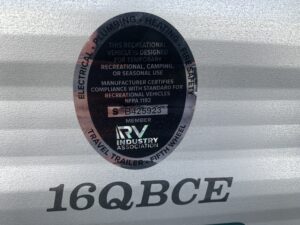 ELECTRICAL • PLUMBING • HEATING • FIRE SAFETY
THIS RECREATIONAL
VEHICLE IS DESIGNED
FOR TEMPORARY
RECREATIONAL, CAMPING,
OR SEASONAL USE
MANUFACTURER CERTIFIES
COMPLIANCE WITH STANDARD FOR
RECREATIONAL VEHICLES
NFPA 1192
MEMBER
RV
INDUSTRY
ASSOCIATION
TRAVEL TRAILER • FIFTH WHEEL
16QBCE